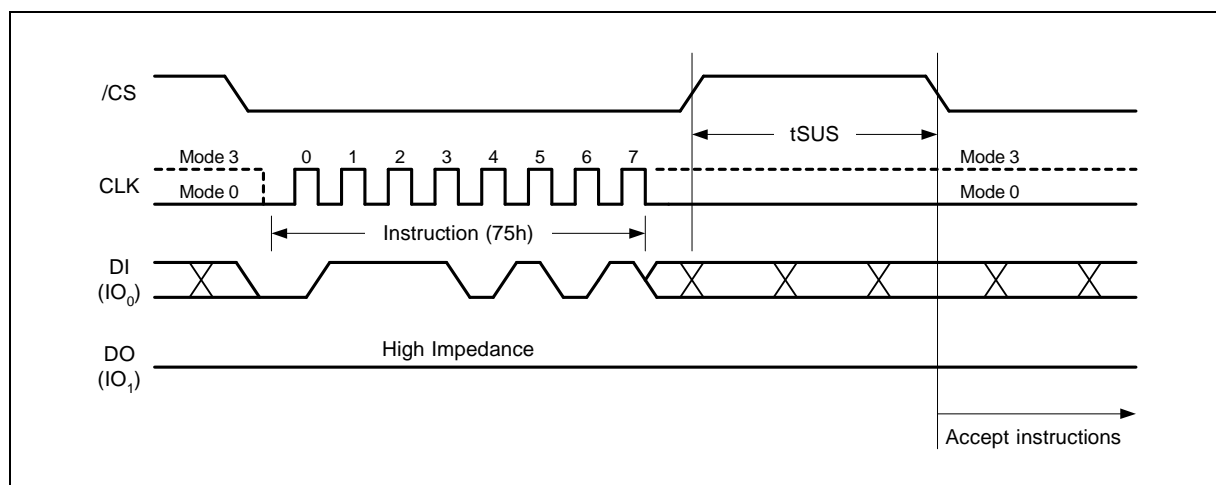 /CS
tSUS
Mode 3
0 1 2 3 4 5 6 7
Mode 3
CLK
Mode 0
Mode 0
Instruction (75h)
DI
(IO₀)
High Impedance
DO
(IO₁)
Accept instructions